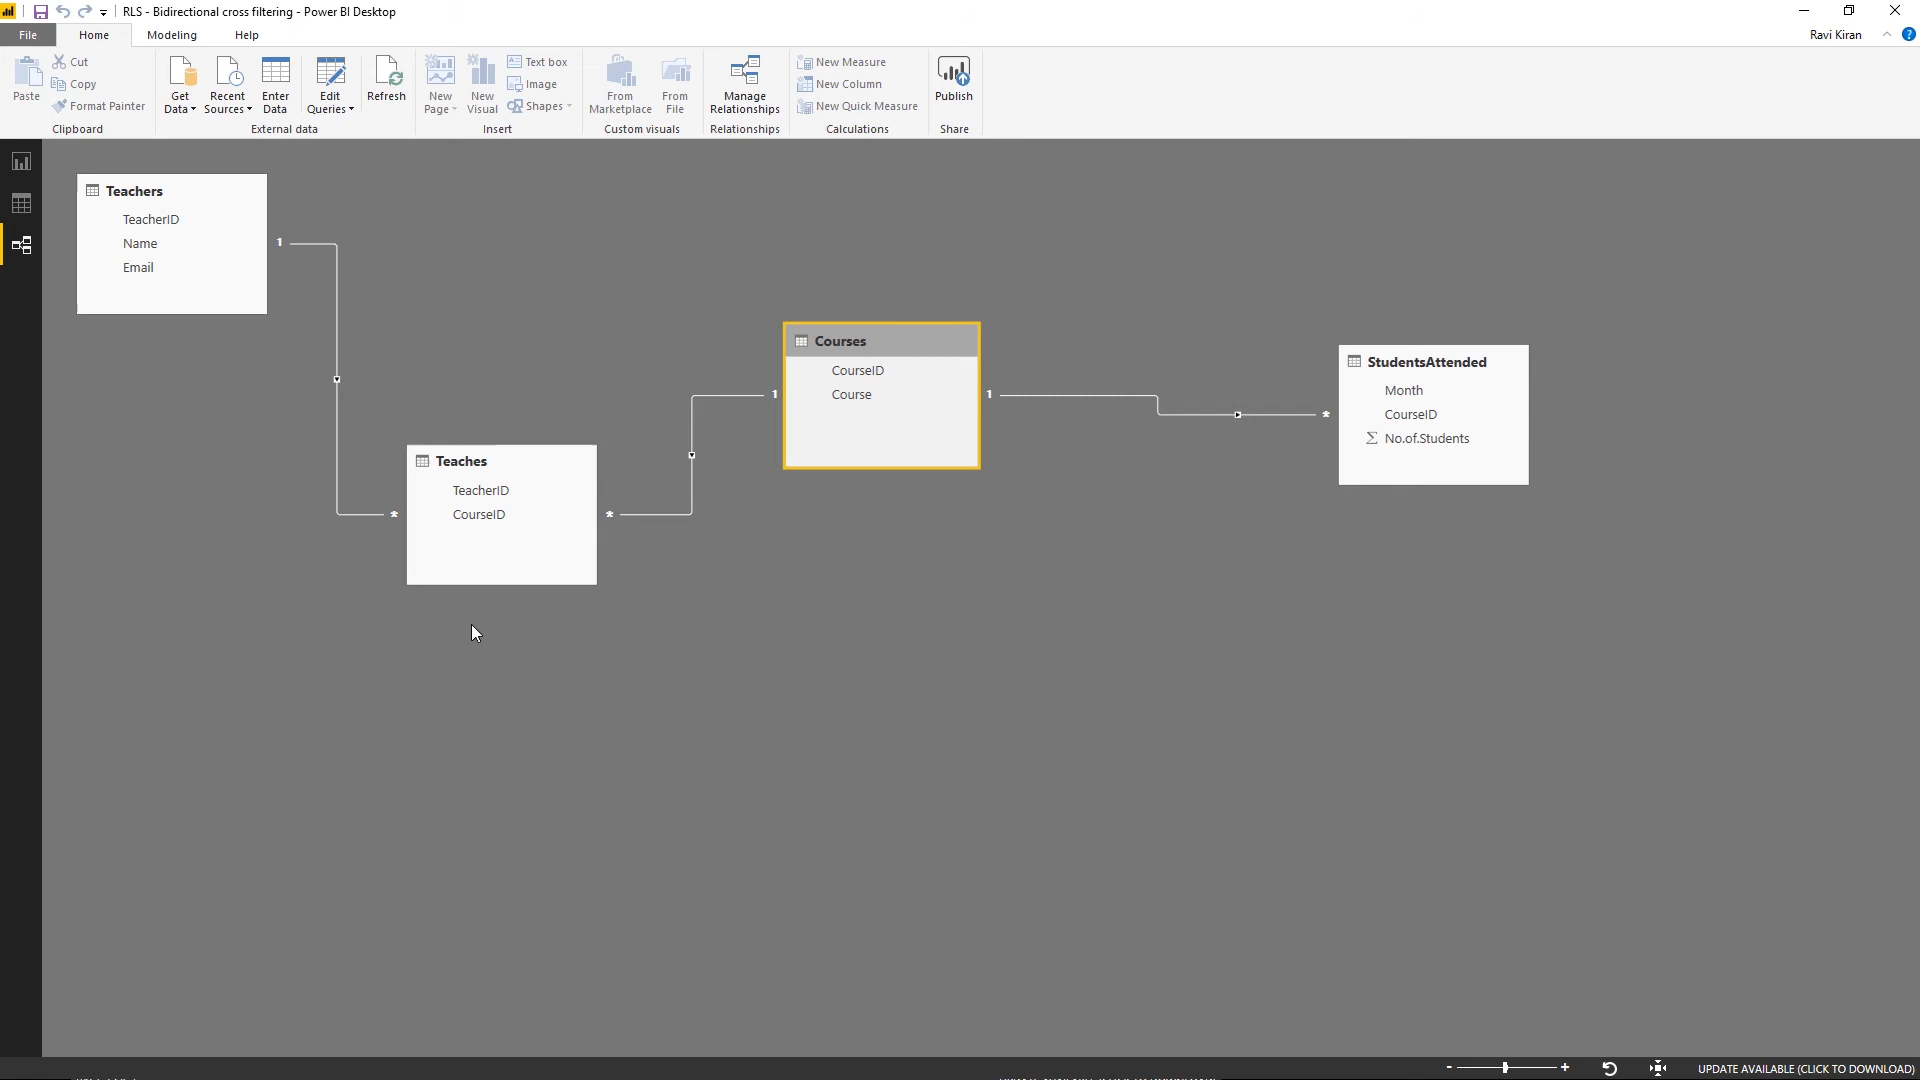 RLS - Bidirectional cross filtering - Power BI Desktop
File Home Modeling Help
Ravi Kiran
?
Paste
Cut
Copy
Format Painter
Clipboard
Get Data
Recent Sources
Enter Data
Edit Queries
Refresh
External data
New Page
New Visual
Text box
Image
Shapes
Insert
From Marketplace
From File
Custom visuals
Manage Relationships
Relationships
New Measure
New Column
New Quick Measure
Calculations
Publish
Share
Teachers
TeacherID
Name
Email
1
*
Teaches
TeacherID
CourseID
*
1
Courses
CourseID
Course
1
*
StudentsAttended
Month
CourseID
Σ No.of.Students
- +
UPDATE AVAILABLE (CLICK TO DOWNLOAD)